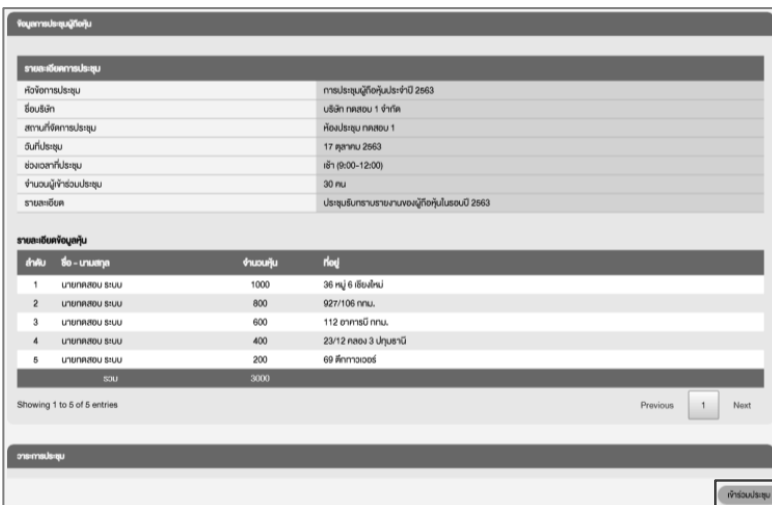 ข้อมูลการประชุมผู้ถือหุ้น
รายละเอียดการประชุม
หัวข้อการประชุม การประชุมผู้ถือหุ้นประจำปี 2563
ชื่อบริษัท บริษัท ทดสอบ 1 จำกัด
สถานที่จัดการประชุม ห้องประชุม ทดสอบ 1
วันที่ประชุม 17 ตุลาคม 2563
ช่วงเวลาที่ประชุม เช้า (9:00-12:00)
จำนวนผู้เข้าร่วมประชุม 30 คน
รายละเอียด ประชุมรับทราบรายงานของผู้ถือหุ้นในรอบปี 2563
รายละเอียดข้อมูลหุ้น
ลำดับ ชื่อ - นามสกุล จำนวนหุ้น ที่อยู่
1 นายทดสอบ ระบบ 1000 36 หมู่ 6 เชียงใหม่
2 นายทดสอบ ระบบ 800 927/106 กทม.
3 นายทดสอบ ระบบ 600 112 อาคารบี กทม.
4 นายทดสอบ ระบบ 400 23/12 คลอง 3 ปทุมธานี
5 นายทดสอบ ระบบ 200 69 ตึกทาวเวอร์
รวม 3000
Showing 1 to 5 of 5 entries Previous 1 Next
วาระการประชุม
เข้าร่วมประชุม